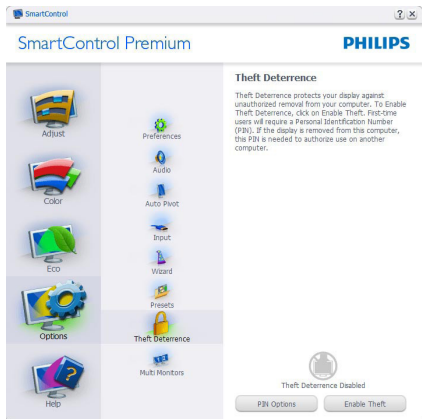 SmartControl
? ×
SmartControl Premium
PHILIPS
Adjust
Color
Eco
Options
Help
Preferences
Audio
Auto Pivot
Input
Wizard
Presets
Theft Deterrence
Multi Monitors
Theft Deterrence
Theft Deterrence protects your display against
unauthorized removal from your computer. To Enable
Theft Deterrence, click on Enable Theft. First-time
users will require a Personal Identification Number
(PIN). If the display is removed from this computer,
this PIN is needed to authorize use on another
computer.
Theft Deterrence Disabled
PIN Options
Enable Theft